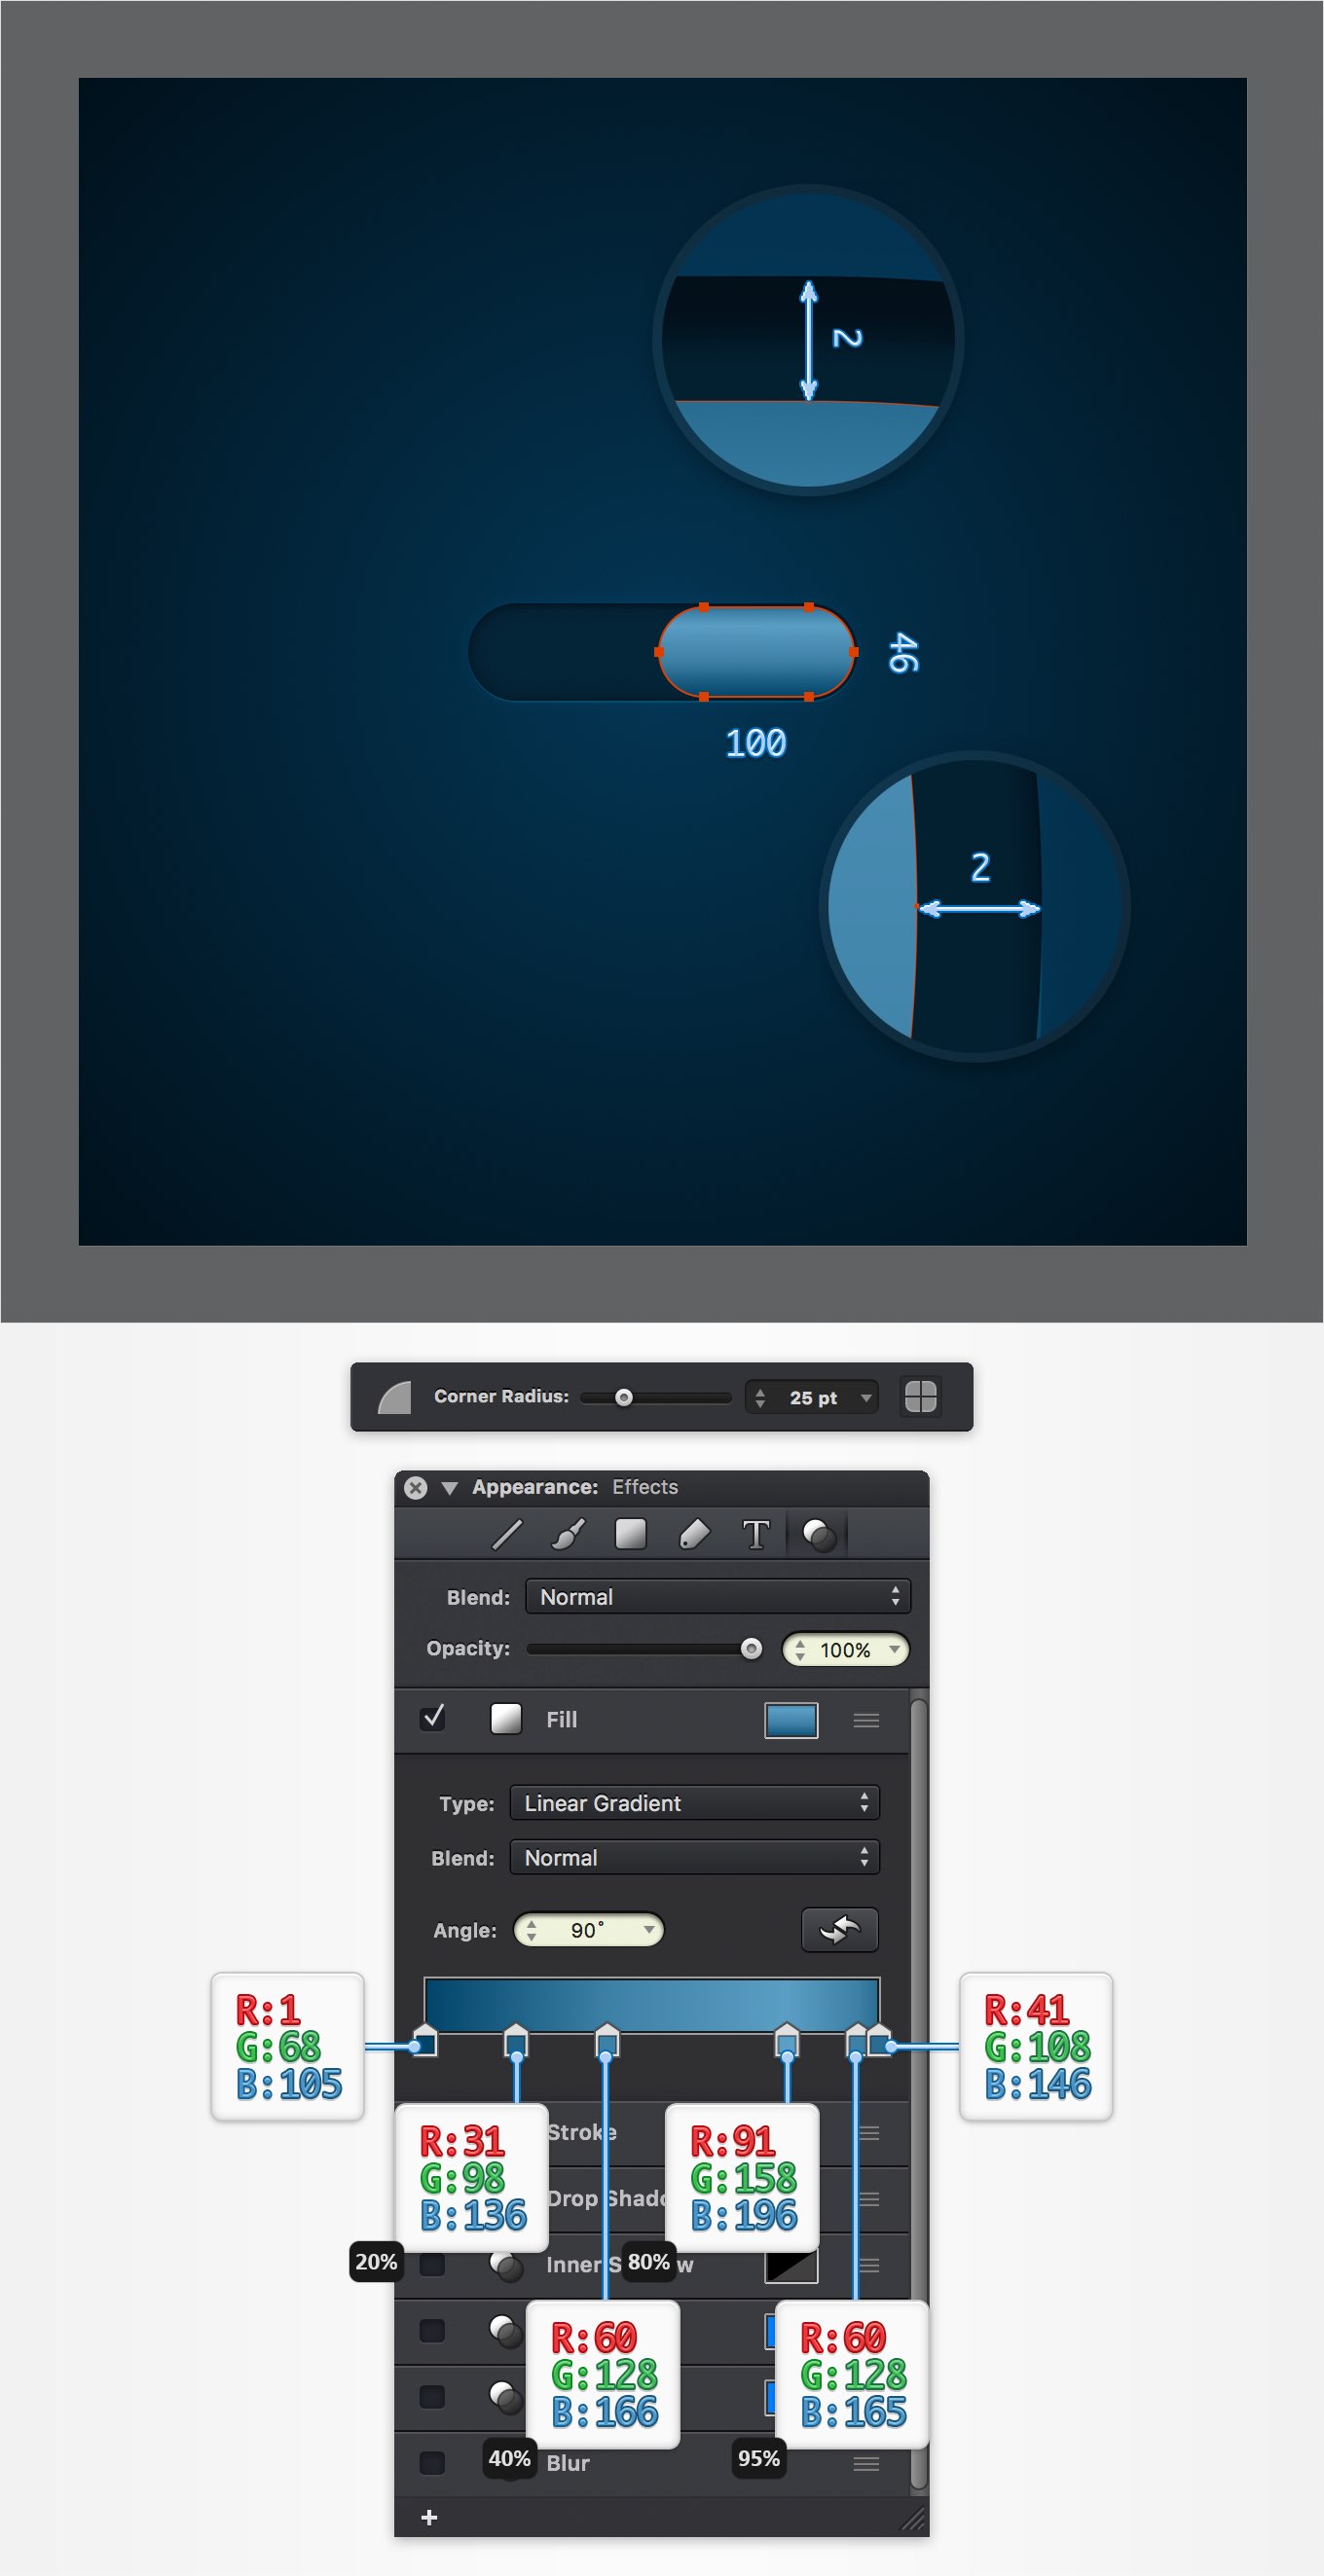 2
46
100
2
Corner Radius: 25 pt
Appearance: Effects
T
Blend: Normal
Opacity: 100%
Fill
Type: Linear Gradient
Blend: Normal
Angle: 90°
R:1
G:68
B:105
R:41
G:108
B:146
Stroke
R:31
G:98
B:136
20%
R:91
G:158
B:196
80%
Drop
Inner
R:60
G:128
B:166
40%
R:60
G:128
B:165
95%
Blur
+